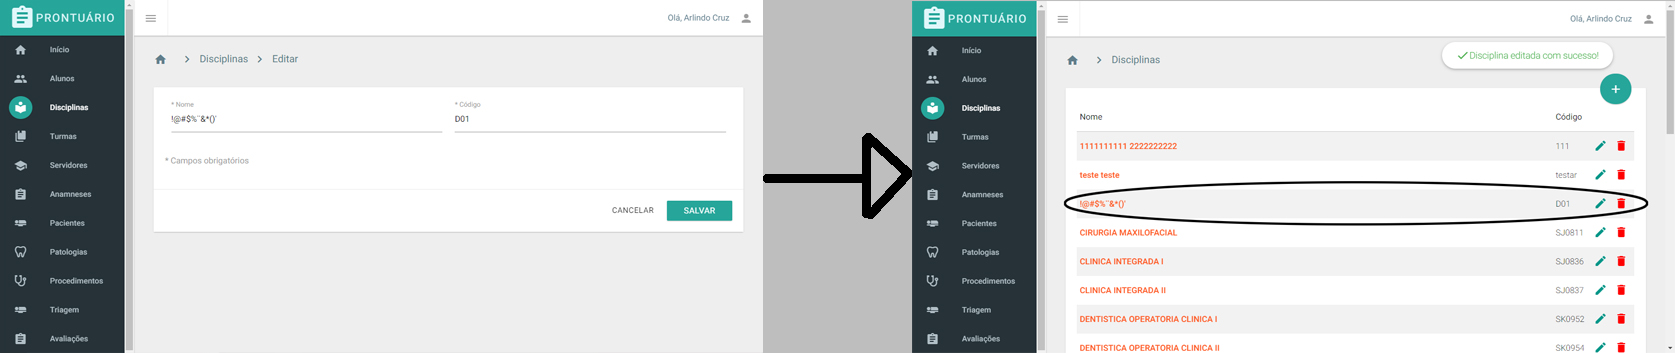 PRONTUÁRIO
Olá, Arlindo Cruz
Início
Alunos
Disciplinas
Turmas
Servidores
Anamneses
Pacientes
Patologias
Procedimentos
Triagem
Avaliações
> Disciplinas > Editar
* Nome
* Código
!@#$%¨&*()'
D01
* Campos obrigatórios
CANCELAR
SALVAR
PRONTUÁRIO
Olá, Arlindo Cruz
Início
Alunos
Disciplinas
Turmas
Servidores
Anamneses
Pacientes
Patologias
Procedimentos
Triagem
Avaliações
> Disciplinas
Disciplina editada com sucesso!
+
Nome Código
1111111111 2222222222 111
teste teste testar
!@#$%¨&*()' D01
CIRURGIA MAXILOFACIAL SJ0811
CLINICA INTEGRADA I SJ0836
CLINICA INTEGRADA II SJ0837
DENTISTICA OPERATORIA CLINICA I SK0952
DENTISTICA OPERATORIA CLINICA II SK0954